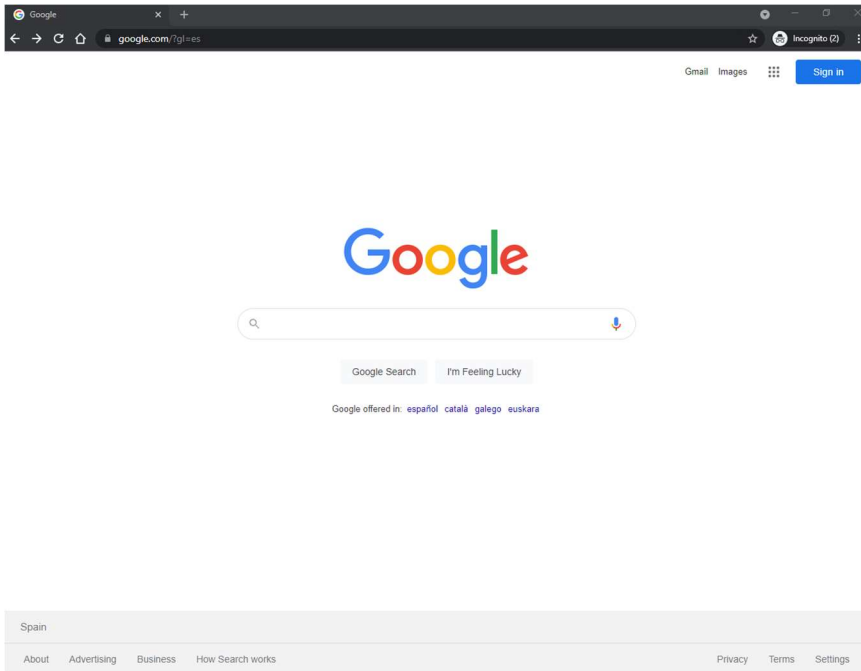 Google
google.com/?gl=es
Incognito (2)
Gmail Images
Sign in
Google
Google Search I'm Feeling Lucky
Google offered in: español català galego euskara
Spain
About Advertising Business How Search works
Privacy Terms Settings